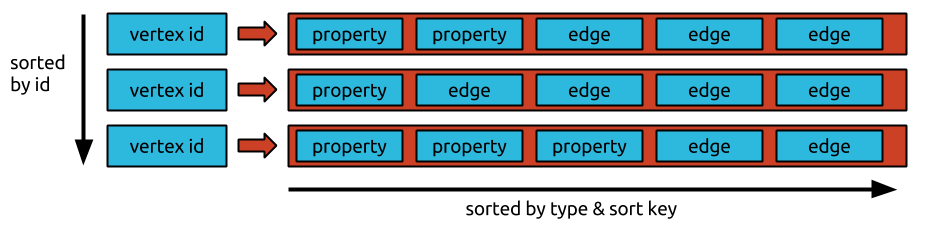 vertex id property property edge edge edge
sorted
by id
vertex id property edge edge edge edge
vertex id property property property edge edge
sorted by type & sort key